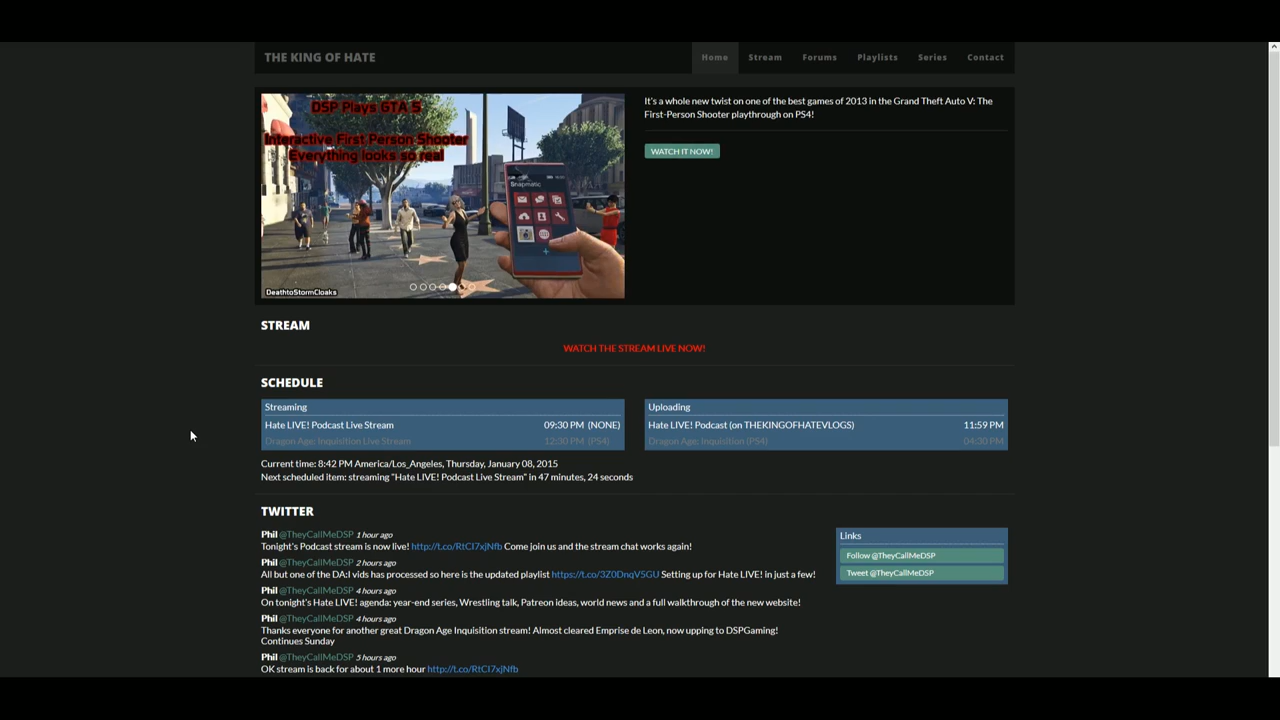 THE KING OF HATE
Home Stream Forums Playlists Series Contact
DSP Plays GTA 5
Interactive First Person Shooter
Everything looks so real
Snapmatic
DeathtoStormCloaks
It's a whole new twist on one of the best games of 2013 in the Grand Theft Auto V: The
First-Person Shooter playthrough on PS4!
WATCH IT NOW!
STREAM
WATCH THE STREAM LIVE NOW!
SCHEDULE
Streaming
Hate LIVE! Podcast Live Stream 09:30 PM (NONE)
Dragon Age: Inquisition Live Stream 12:30 PM (PS4)
Uploading
Hate LIVE! Podcast (on THEKINGOFHATEVLOGS) 11:59 PM
Dragon Age: Inquisition (PS4) 04:30 PM
Current time: 8:42 PM America/Los_Angeles, Thursday, January 08, 2015
Next scheduled item: streaming "Hate LIVE! Podcast Live Stream" in 47 minutes, 24 seconds
TWITTER
Phil @TheyCallMeDSP 1 hour ago
Tonight's Podcast stream is now live! http://t.co/RtCI7xjNfb Come join us and the stream chat works again!
Phil @TheyCallMeDSP 2 hours ago
All but one of the DA:I vids has processed so here is the updated playlist https://t.co/3Z0DnqV5GU Setting up for Hate LIVE! in just a few!
Phil @TheyCallMeDSP 4 hours ago
On tonight's Hate LIVE! agenda: year-end series, Wrestling talk, Patreon ideas, world news and a full walkthrough of the new website!
Phil @TheyCallMeDSP 4 hours ago
Thanks everyone for another great Dragon Age Inquisition stream! Almost cleared Emprise de Leon, now upping to DSPGaming!
Continues Sunday
Phil @TheyCallMeDSP 5 hours ago
OK stream is back for about 1 more hour http://t.co/RtCI7xjNfb
Links
Follow @TheyCallMeDSP
Tweet @TheyCallMeDSP